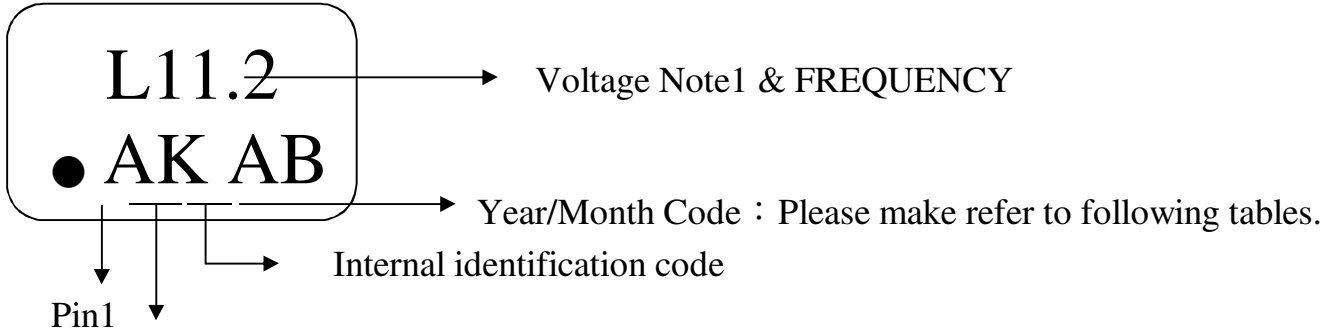 L11.2
Voltage Note1 & FREQUENCY
● AK AB
Year/Month Code：Please make refer to following tables.
Internal identification code
Pin1